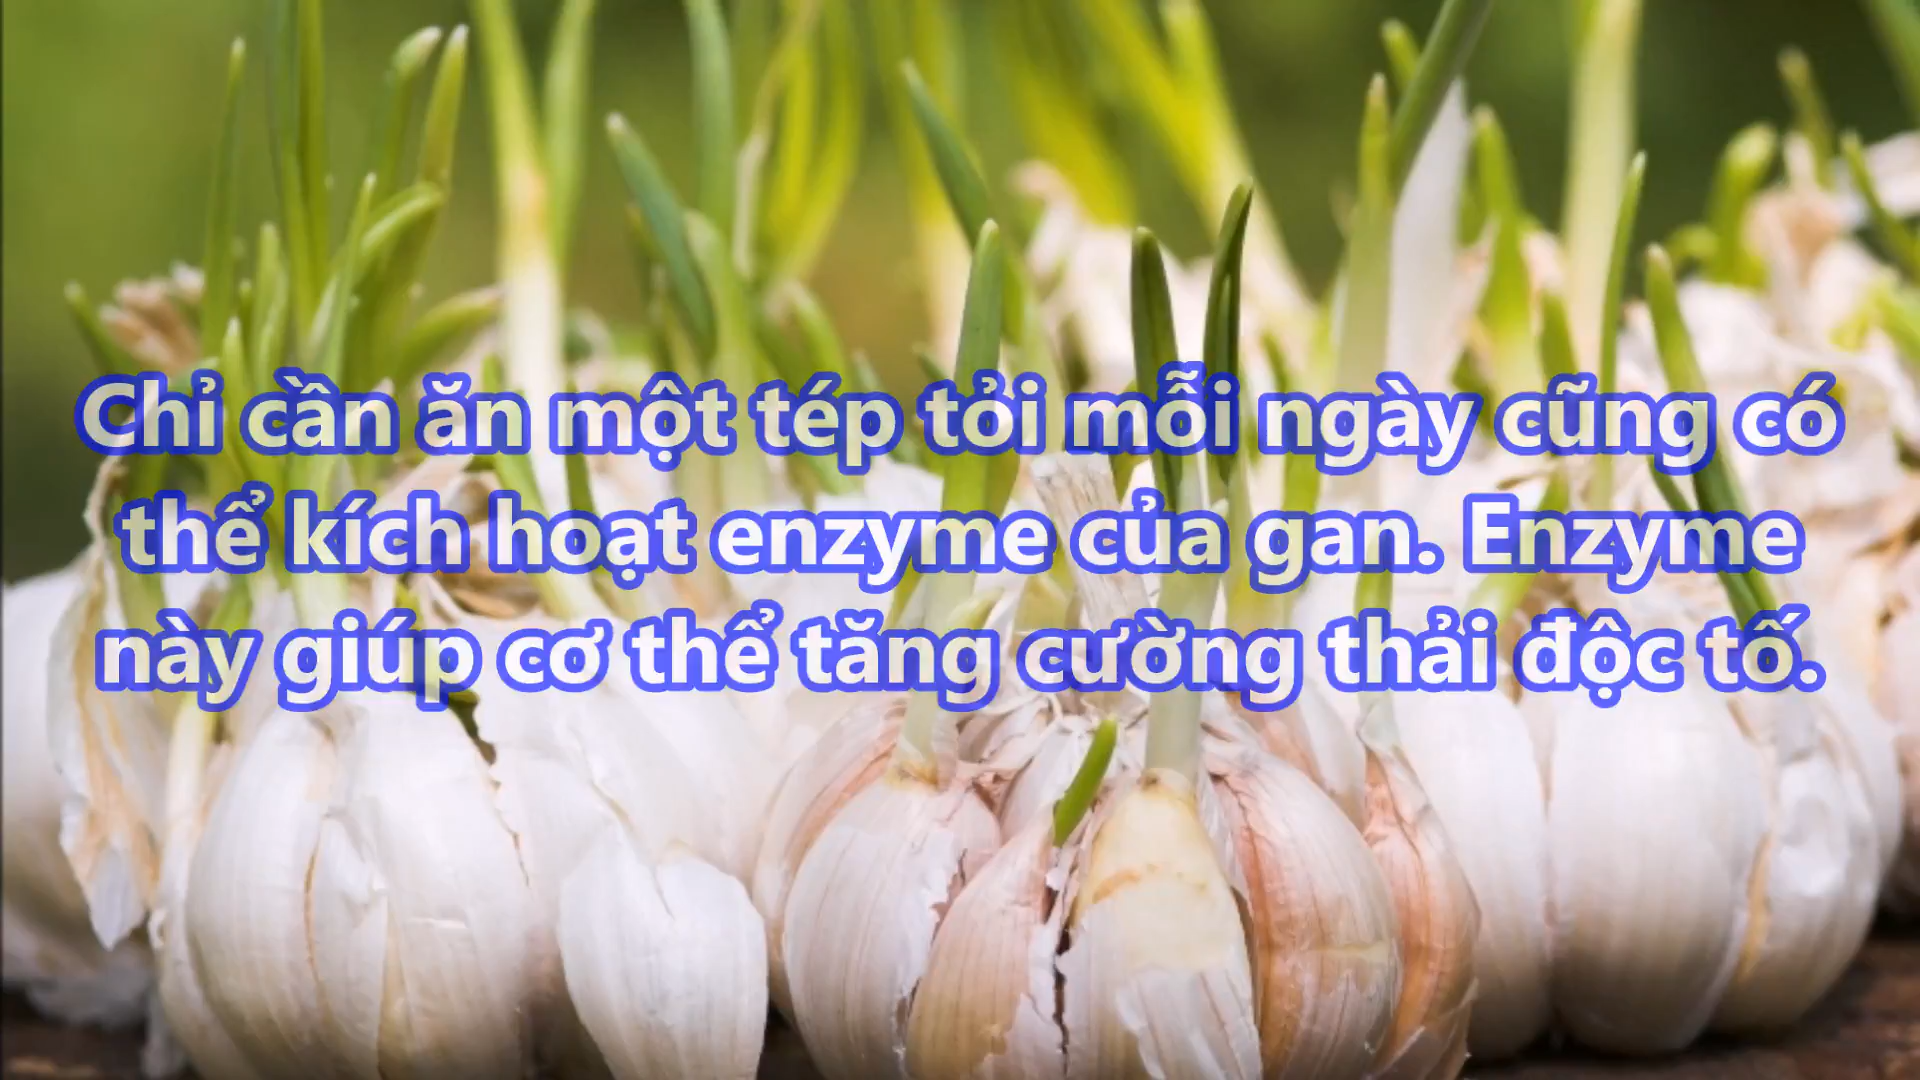 Chỉ cần ăn một tép tỏi mỗi ngày cũng có
thể kích hoạt enzyme của gan. Enzyme
này giúp cơ thể tăng cường thải độc tố.